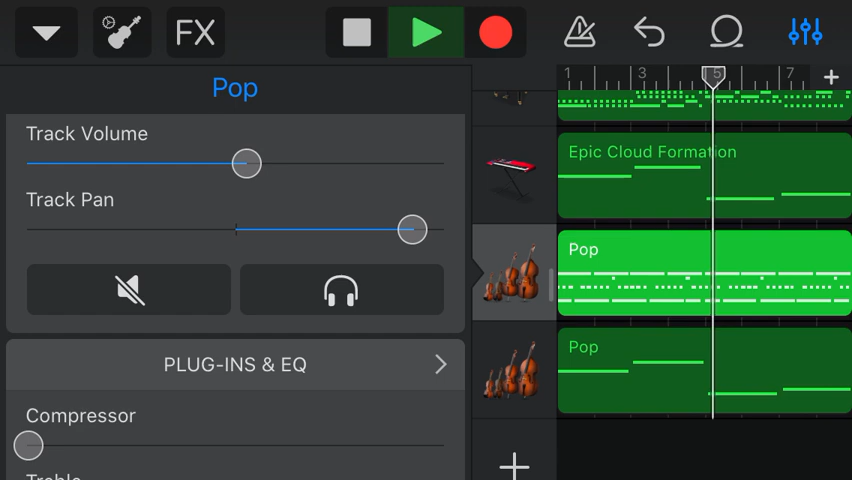 FX
Pop
1 3 5 7
Track Volume
Epic Cloud Formation
Track Pan
Pop
PLUG-INS & EQ
Pop
Compressor
Treble